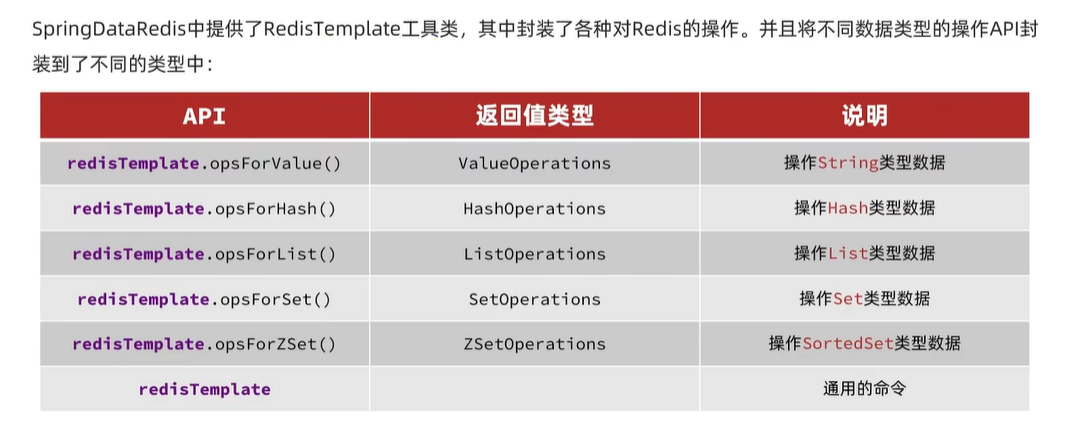 SpringDataRedis中提供了RedisTemplate工具类，其中封装了各种对Redis的操作。并且将不同数据类型的操作API封
装到了不同的类型中：
API 返回值类型 说明
redisTemplate.opsForValue() ValueOperations 操作String类型数据
redisTemplate.opsForHash() HashOperations 操作Hash类型数据
redisTemplate.opsForList() ListOperations 操作List类型数据
redisTemplate.opsForSet() SetOperations 操作Set类型数据
redisTemplate.opsForZSet() ZSetOperations 操作SortedSet类型数据
redisTemplate 通用的命令